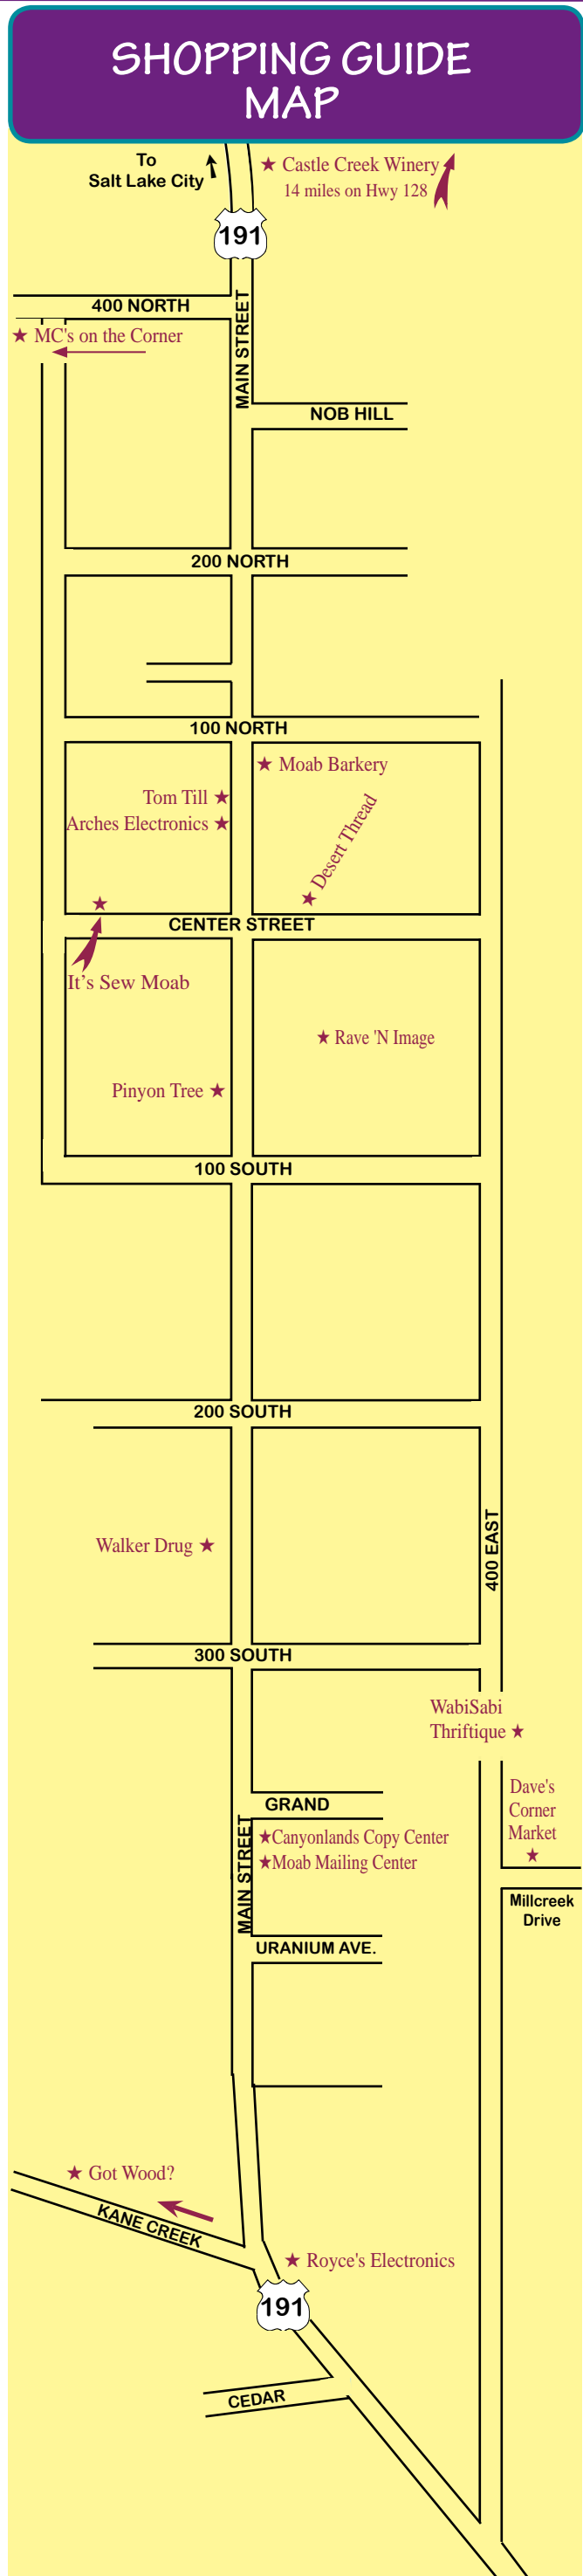 SHOPPING GUIDE
MAP
To
Salt Lake City
★ Castle Creek Winery
14 miles on Hwy 128
191
400 NORTH
MAIN STREET
★ MC's on the Corner
NOB HILL
200 NORTH
100 NORTH
★ Moab Barkery
Tom Till ★
Arches Electronics ★
★ Desert Thread
CENTER STREET
It's Sew Moab
★ Rave 'N Image
Pinyon Tree ★
100 SOUTH
200 SOUTH
400 EAST
Walker Drug ★
300 SOUTH
WabiSabi
Thriftique ★
Dave's
Corner
Market
GRAND
MAIN STREET
★Canyonlands Copy Center
★Moab Mailing Center
Millcreek
Drive
URANIUM AVE.
★ Got Wood?
KANE CREEK
★ Royce's Electronics
191
CEDAR